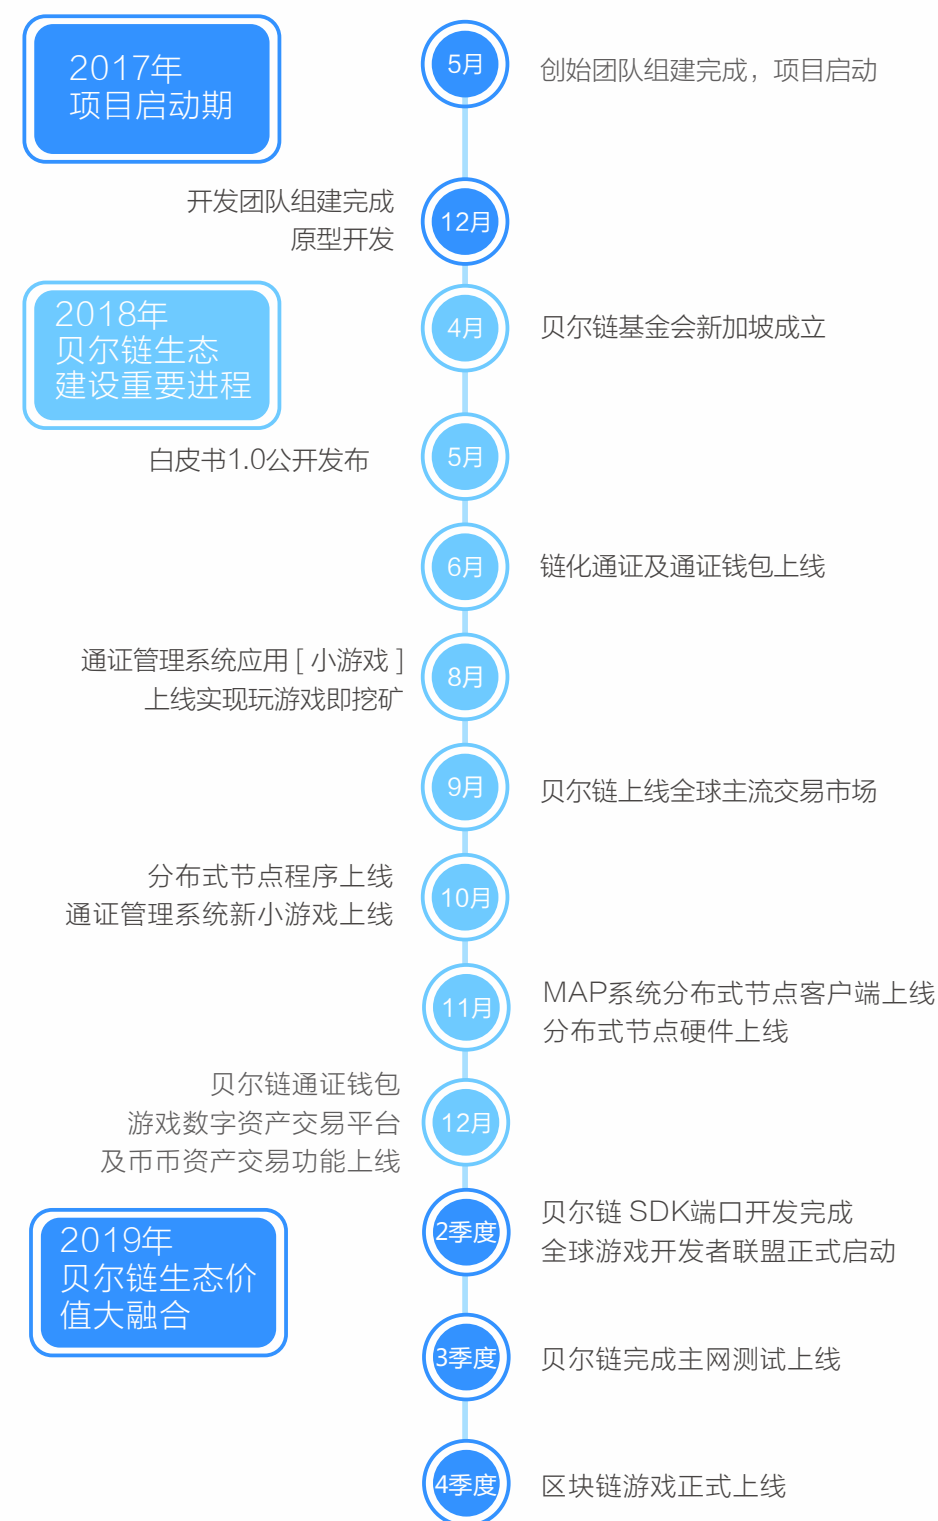 2017年
项目启动期
5月
创始团队组建完成，项目启动
开发团队组建完成
原型开发
12月
2018年
贝尔链生态
建设重要进程
4月
贝尔链基金会新加坡成立
白皮书1.0公开发布
5月
6月
链化通证及通证钱包上线
通证管理系统应用 [ 小游戏 ]
上线实现玩游戏即挖矿
8月
9月
贝尔链上线全球主流交易市场
分布式节点程序上线
通证管理系统新小游戏上线
10月
11月
MAP系统分布式节点客户端上线
分布式节点硬件上线
贝尔链通证钱包
游戏数字资产交易平台
及币币资产交易功能上线
12月
2019年
贝尔链生态价
值大融合
2季度
贝尔链 SDK端口开发完成
全球游戏开发者联盟正式启动
3季度
贝尔链完成主网测试上线
4季度
区块链游戏正式上线